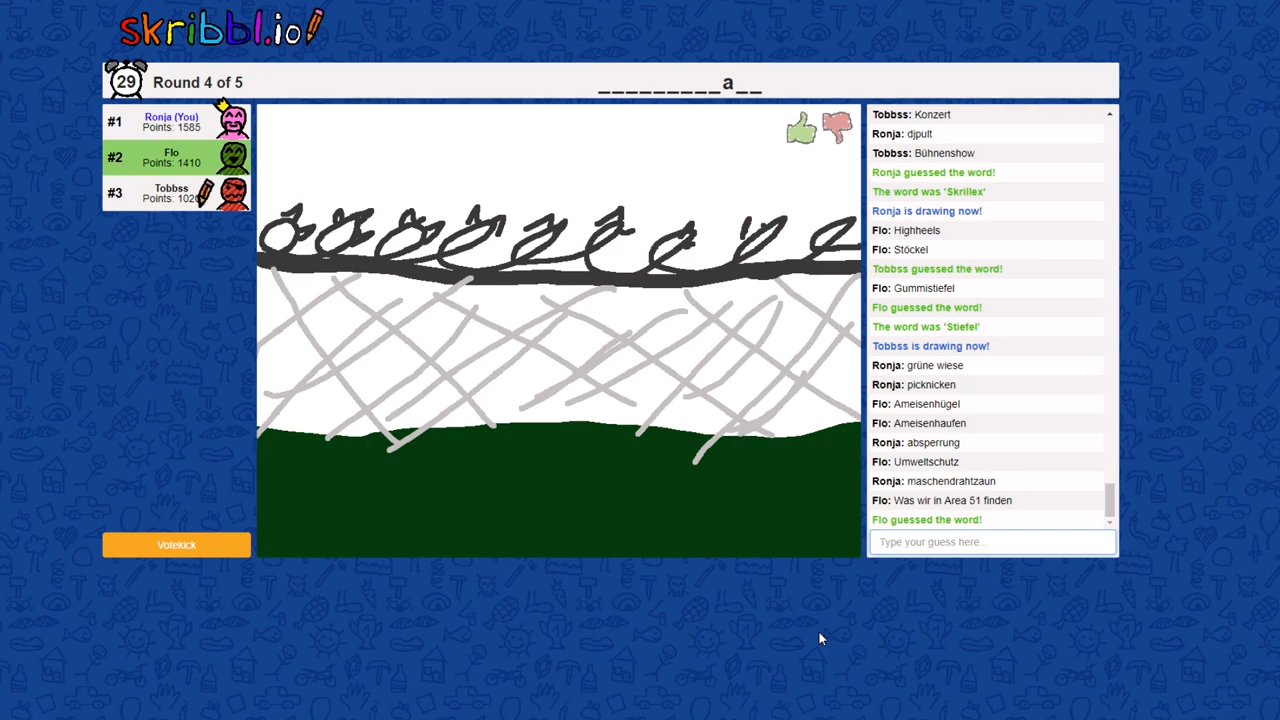 skribbl.io
29
Round 4 of 5
_________a__
#1
Ronja (You)
Points: 1585
#2
Flo
Points: 1410
#3
Tobbss
Votekick
Tobbss: Konzert
Ronja: djpult
Tobbss: Bühnenshow
Ronja guessed the word!
The word was 'Skrillex'
Ronja is drawing now!
Flo: Highheels
Flo: Stöckel
Tobbss guessed the word!
Flo: Gummistiefel
Flo guessed the word!
The word was 'Stiefel'
Tobbss is drawing now!
Ronja: grüne wiese
Ronja: picknicken
Flo: Ameisenhügel
Flo: Ameisenhaufen
Ronja: absperrung
Flo: Umweltschutz
Ronja: maschendrahtzaun
Flo: Was wir in Area 51 finden
Flo guessed the word!
Type your guess here...